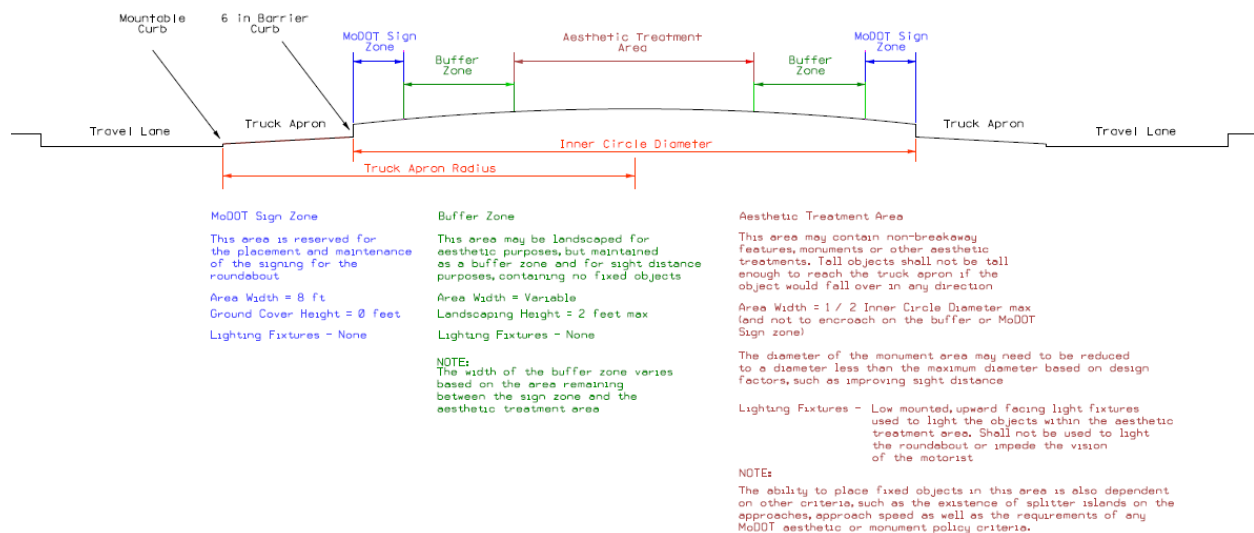 Mountable
Curb
6 in Barrier
Curb
MoDOT Sign
Zone
Aesthetic Treatment
Area
MoDOT Sign
Zone
Buffer
Zone
Buffer
Zone
Travel Lane
Truck Apron
Truck Apron
Travel Lane
Inner Circle Diameter
Truck Apron Radius
MoDOT Sign Zone
This area is reserved for
the placement and maintenance
of the signing for the
roundabout
Area Width = 8 ft
Ground Cover Height = 0 feet
Lighting Fixtures - None
Buffer Zone
This area may be landscaped for
aesthetic purposes, but maintained
as a buffer zone and for sight distance
purposes, containing no fixed objects
Area Width = Variable
Landscaping Height = 2 feet max
Lighting Fixtures - None
NOTE:
The width of the buffer zone varies
based on the area remaining
between the sign zone and the
aesthetic treatment area
Aesthetic Treatment Area
This area may contain non-breakaway
features, monuments or other aesthetic
treatments. Tall objects shall not be tall
enough to reach the truck apron if the
object would fall over in any direction
Area Width = 1 / 2 Inner Circle Diameter max
(and not to encroach on the buffer or MoDOT
Sign zone)
The diameter of the monument area may need to be reduced
to a diameter less than the maximum diameter based on design
factors, such as improving sight distance
Lighting Fixtures - Low mounted, upward facing light fixtures
used to light the objects within the aesthetic
treatment area. Shall not be used to light
the roundabout or impede the vision
of the motorist
NOTE:
The ability to place fixed objects in this area is also dependent
on other criteria, such as the existence of splitter islands on the
approaches, approach speed as well as the requirements of any
MoDOT aesthetic or monument policy criteria.